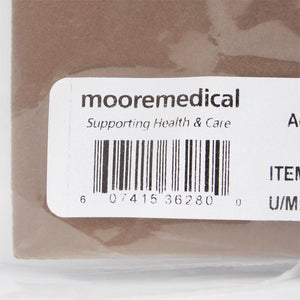 mooremedical
Supporting Health & Care
6 07415 36280 0
ITEM
U/M